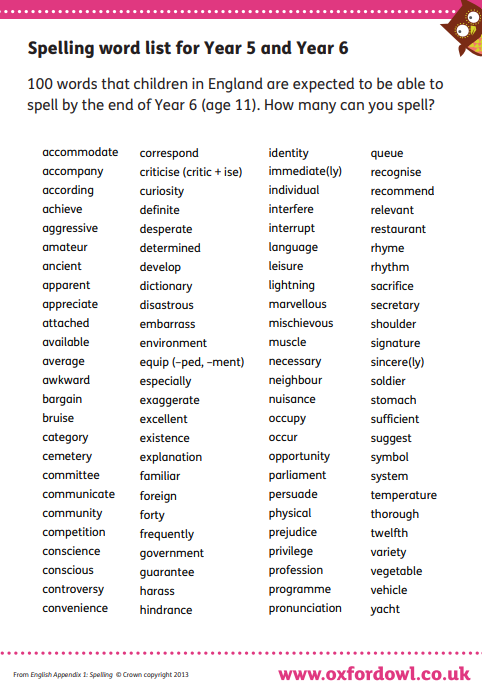 Spelling word list for Year 5 and Year 6
100 words that children in England are expected to be able to
spell by the end of Year 6 (age 11). How many can you spell?
accommodate
accompany
according
achieve
aggressive
amateur
ancient
apparent
appreciate
attached
available
average
awkward
bargain
bruise
category
cemetery
committee
communicate
community
competition
conscience
conscious
controversy
convenience
correspond
criticise (critic + ise)
curiosity
definite
desperate
determined
develop
dictionary
disastrous
embarrass
environment
equip (–ped, –ment)
especially
exaggerate
excellent
existence
explanation
familiar
foreign
forty
frequently
government
guarantee
harass
hindrance
identity
immediate(ly)
individual
interfere
interrupt
language
leisure
lightning
marvellous
mischievous
muscle
necessary
neighbour
nuisance
occupy
occur
opportunity
parliament
persuade
physical
prejudice
privilege
profession
programme
pronunciation
queue
recognise
recommend
relevant
restaurant
rhyme
rhythm
sacrifice
secretary
shoulder
signature
sincere(ly)
soldier
stomach
sufficient
suggest
symbol
system
temperature
thorough
twelfth
variety
vegetable
vehicle
yacht
From English Appendix 1: Spelling © Crown copyright 2013
www.oxfordowl.co.uk